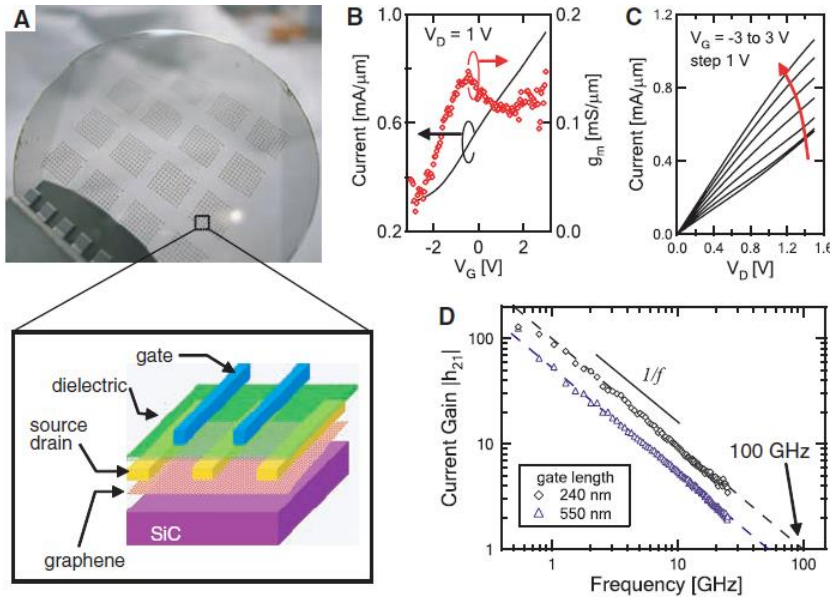 A
gate
dielectric
source
drain
graphene
SiC
B
V_D = 1 V
Current [mA/μm]
1.0
0.8
0.6
0.4
0.2
0.2
0.1
0.0
g_m [mS/μm]
-2
0
2
V_G [V]
C
V_G = -3 to 3 V
step 1 V
Current [mA/μm]
1.2
0.8
0.4
0.0
0.0
0.4
0.8
1.2
1.6
V_D [V]
D
Current Gain |h_21|
100
10
1
1/f
100 GHz
gate length
240 nm
550 nm
1
10
100
Frequency [GHz]